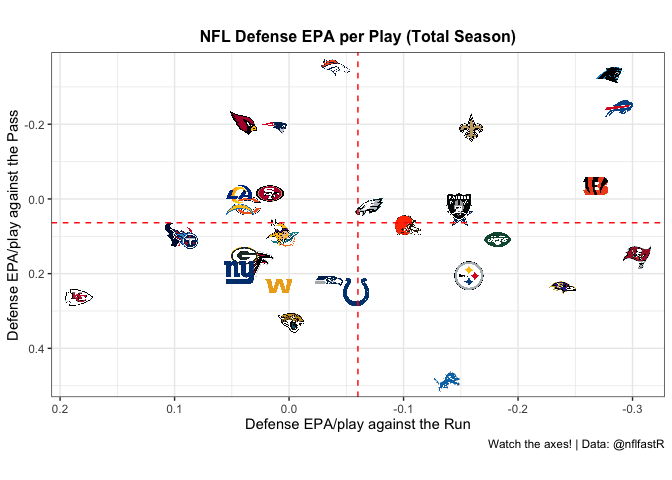 NFL Defense EPA per Play (Total Season)
Defense EPA/play against the Pass
-0.2
0.0
0.2
0.4
RAIDERS
ny
W
0.2
0.1
0.0
-0.1
-0.2
-0.3
Defense EPA/play against the Run
Watch the axes! | Data: @nflfastR